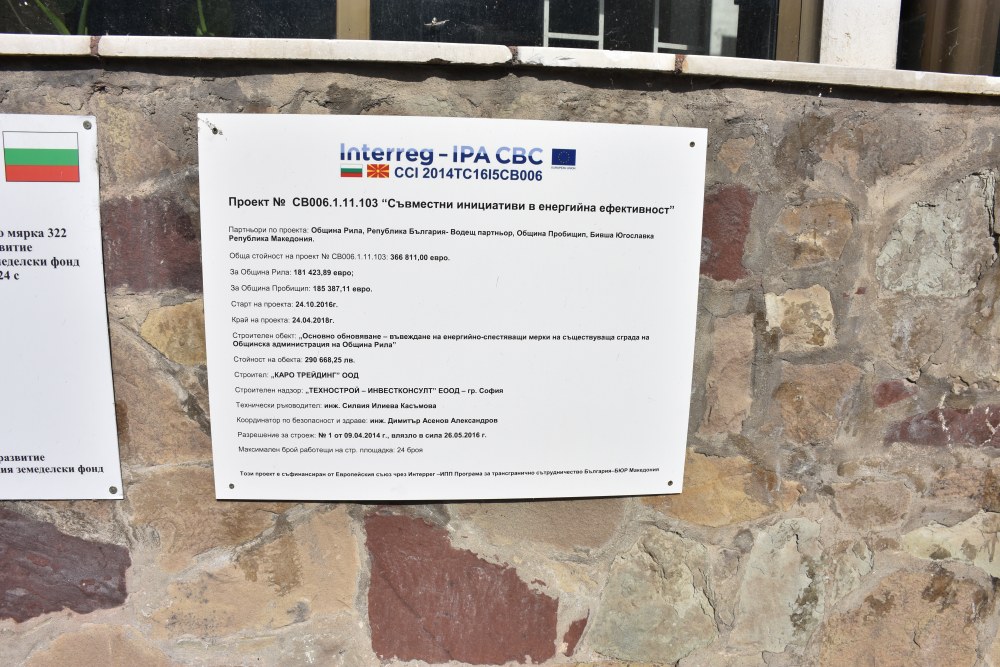 о мярка 322
витие
меделски фонд
24 с
развитие
ия земеделски фонд
Interreg - IPA CBC
EUROPEAN UNION
CCI 2014TC16I5CB006
Проект № СВ006.1.11.103 “Съвместни инициативи в енергийна ефективност”
Партньори по проекта: Община Рила, Република България- Водещ партньор, Община Пробищип, Бивша Югославка
Република Македония.
Обща стойност на проект № СВ006.1.11.103: 366 811,00 евро.
За Община Рила: 181 423,89 евро;
За Община Пробищип: 185 387,11 евро.
Старт на проекта: 24.10.2016г.
Край на проекта: 24.04.2018г.
Строителен обект: „Основно обновяване – въвеждане на енергийно-спестяващи мерки на съществуваща сграда на
Общинска администрация на Община Рила”
Стойност на обекта: 290 668,25 лв.
Строител: „КАРО ТРЕЙДИНГ” ООД
Строителен надзор: „ТЕХНОСТРОЙ – ИНВЕСТКОНСУЛТ” ЕООД – гр. София
Технически ръководител: инж. Силвия Илиева Касъмова
Координатор по безопасност и здраве: инж. Димитър Асенов Александров
Разрешение за строеж: № 1 от 09.04.2014 г., влязло в сила 26.05.2016 г.
Максимален брой работещи на стр. площадка: 24 броя
Този проект е съфинансиран от Европейския съюз чрез Интеррег –ИПП Програма за трансгранично сътрудничество България–БЮР Македония